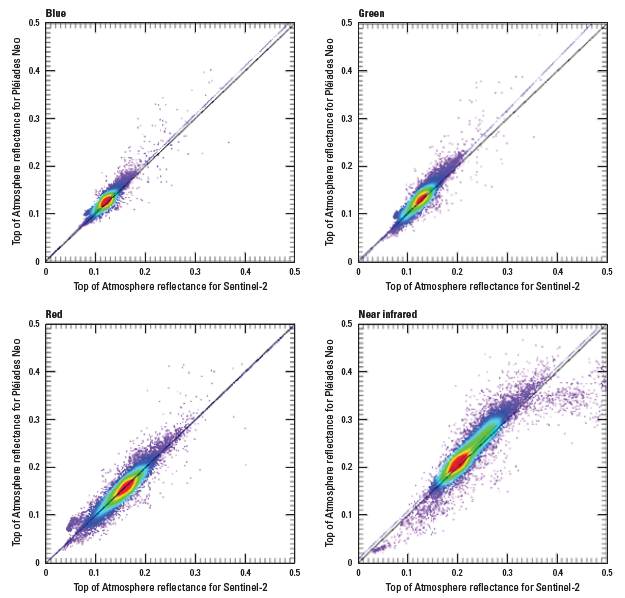 Blue
0.5
0.4
0.3
0.2
0.1
0
0 0.1 0.2 0.3 0.4 0.5
Top of Atmosphere reflectance for Pléiades Neo
Top of Atmosphere reflectance for Sentinel-2
Green
0.5
0.4
0.3
0.2
0.1
0
0 0.1 0.2 0.3 0.4 0.5
Top of Atmosphere reflectance for Pléiades Neo
Top of Atmosphere reflectance for Sentinel-2
Red
0.5
0.4
0.3
0.2
0.1
0
0 0.1 0.2 0.3 0.4 0.5
Top of Atmosphere reflectance for Pléiades Neo
Top of Atmosphere reflectance for Sentinel-2
Near infrared
0.5
0.4
0.3
0.2
0.1
0
0 0.1 0.2 0.3 0.4 0.5
Top of Atmosphere reflectance for Pléiades Neo
Top of Atmosphere reflectance for Sentinel-2